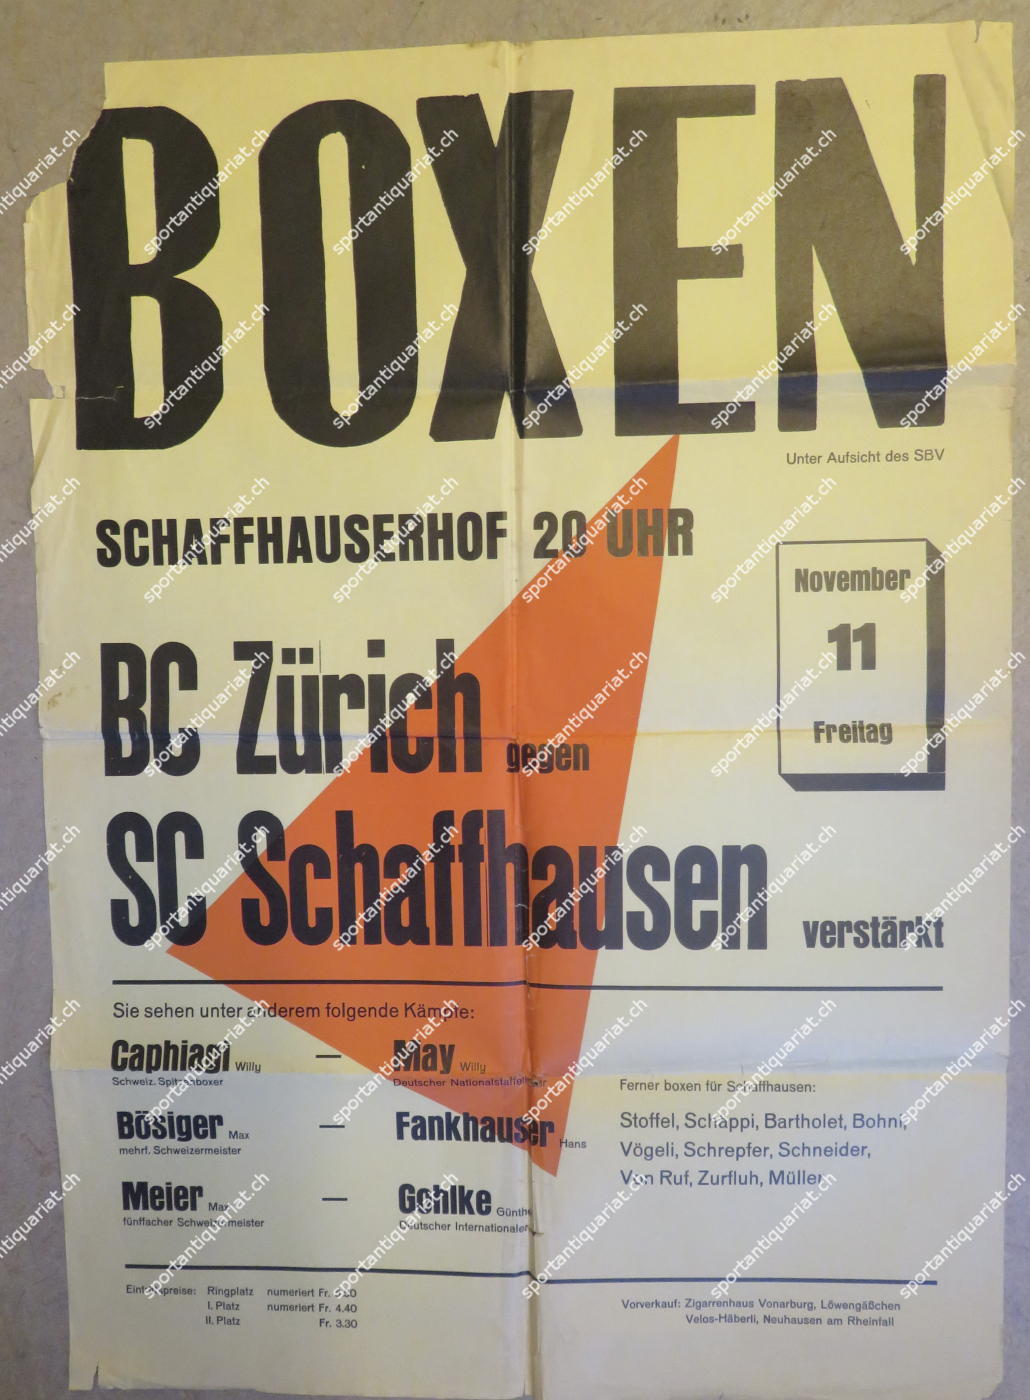 BOXEN
Unter Aufsicht des SBV
SCHAFFHAUSERHOF 20 UHR
November
11
Freitag
BC Zürich gegen
SC Schaffhausen verstärkt
Sie sehen unter anderem folgende Kämpfe:
Caphiagi Willy — May Willy
Schweiz. Spitzenboxer Deutscher
Bösiger Max — Fankhauser Hans
mehrf. Schweizermeister
Meier Max — Gohlke
fünffacher Schweizermeister Deutscher Internationaler
Ferner boxen für Schaffhausen:
Stoffel, Schäppi, Bartholet, Bohni,
Vögeli, Schrepfer, Schneider,
Von Ruf, Zurfluh, Müller
Eintrittspreise: Ringplatz numeriert Fr.
I. Platz numeriert Fr. 4.40
II. Platz Fr. 3.30
Vorverkauf: Zigarrenhaus Vonarburg, Löwengäßchen
Velos-Häberli, Neuhausen am Rheinfall
sportantiquariat.ch